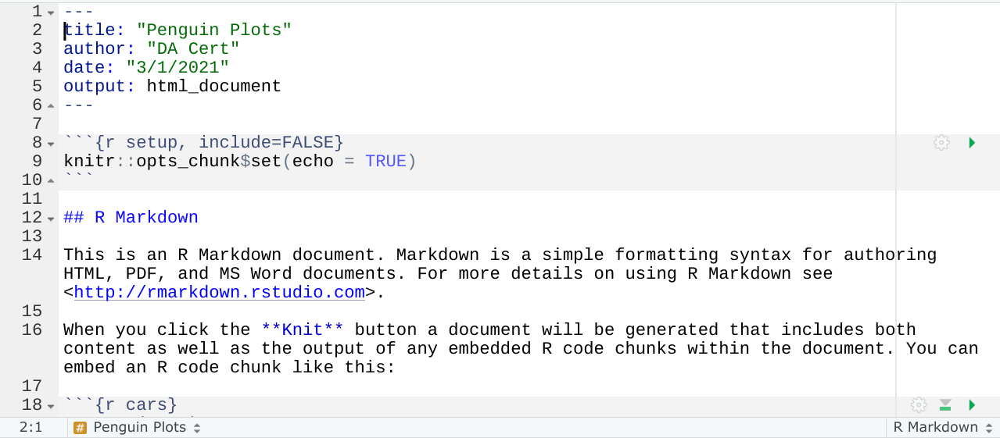 1 ---
2 title: "Penguin Plots"
3 author: "DA Cert"
4 date: "3/1/2021"
5 output: html_document
6 ---
7
8 ```{r setup, include=FALSE}
9 knitr::opts_chunk$set(echo = TRUE)
10 ```
11
12 ## R Markdown
13
14 This is an R Markdown document. Markdown is a simple formatting syntax for authoring
HTML, PDF, and MS Word documents. For more details on using R Markdown see
<http://rmarkdown.rstudio.com>.
15
16 When you click the **Knit** button a document will be generated that includes both
content as well as the output of any embedded R code chunks within the document. You can
embed an R code chunk like this:
17
18 ```{r cars}
2:1 # Penguin Plots R Markdown